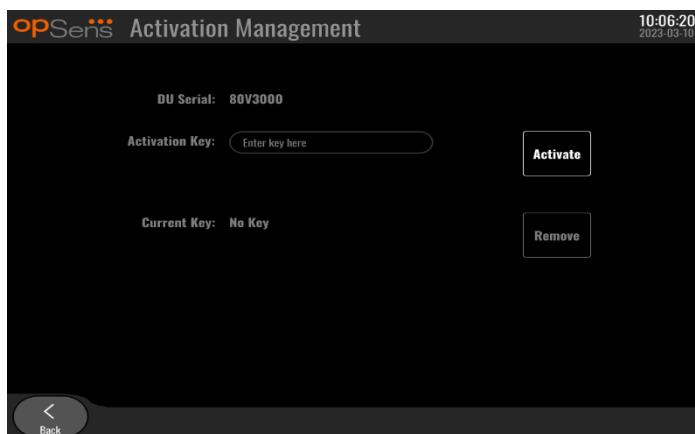 opSens Activation Management
10:06:20
2023-03-10
DU Serial: 80V3000
Activation Key: Enter key here
Activate
Current Key: No Key
Remove
Back